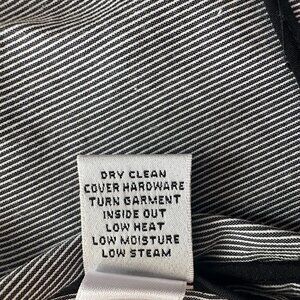 DRY CLEAN
COVER HARDWARE
TURN GARMENT
INSIDE OUT
LOW HEAT
LOW MOISTURE
LOW STEAM